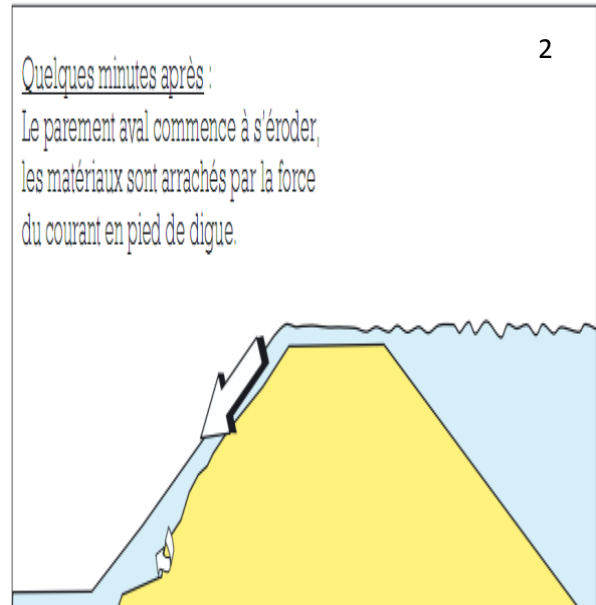 2
Quelques minutes après :
Le parement aval commence à s'éroder,
les matériaux sont arrachés par la force
du courant en pied de digue.